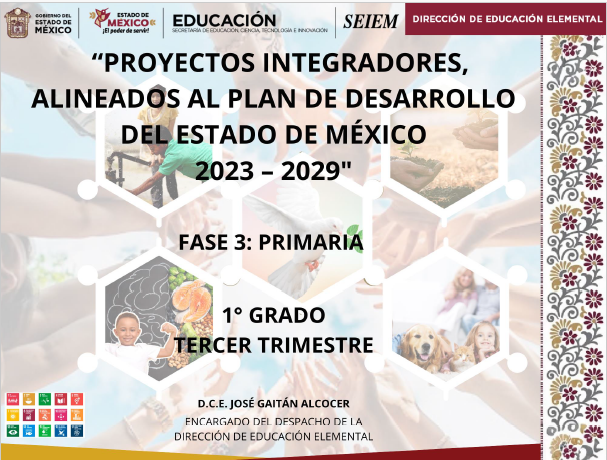 GOBIERNO DEL
ESTADO DE
MÉXICO
ESTADO DE
MÉXICO
¡El poder de servir!
EDUCACIÓN
SECRETARÍA DE EDUCACIÓN, CIENCIA, TECNOLOGÍA E INNOVACIÓN
SEIEM
DIRECCIÓN DE EDUCACIÓN ELEMENTAL
“PROYECTOS INTEGRADORES,
ALINEADOS AL PLAN DE DESARROLLO
DEL ESTADO DE MÉXICO
2023 – 2029"
FASE 3: PRIMARIA
1° GRADO
TERCER TRIMESTRE
D.C.E. JOSÉ GAITÁN ALCOCER
ENCARGADO DEL DESPACHO DE LA
DIRECCIÓN DE EDUCACIÓN ELEMENTAL